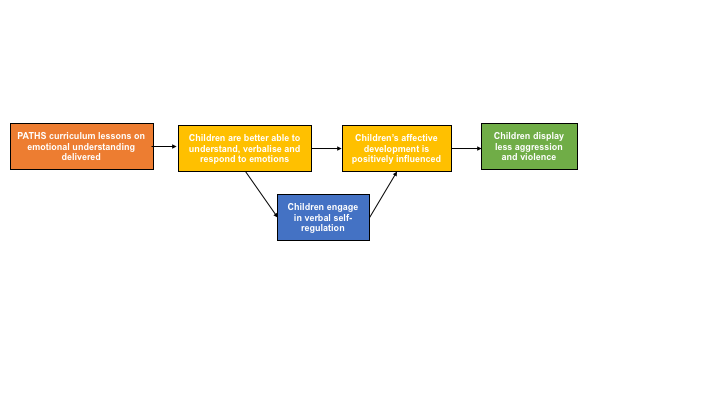 PATHS curriculum lessons on
emotional understanding
delivered
Children are better able to
understand, verbalise and
respond to emotions
Children's affective
development is
positively influenced
Children display
less aggression
and violence
Children engage
in verbal self-
regulation